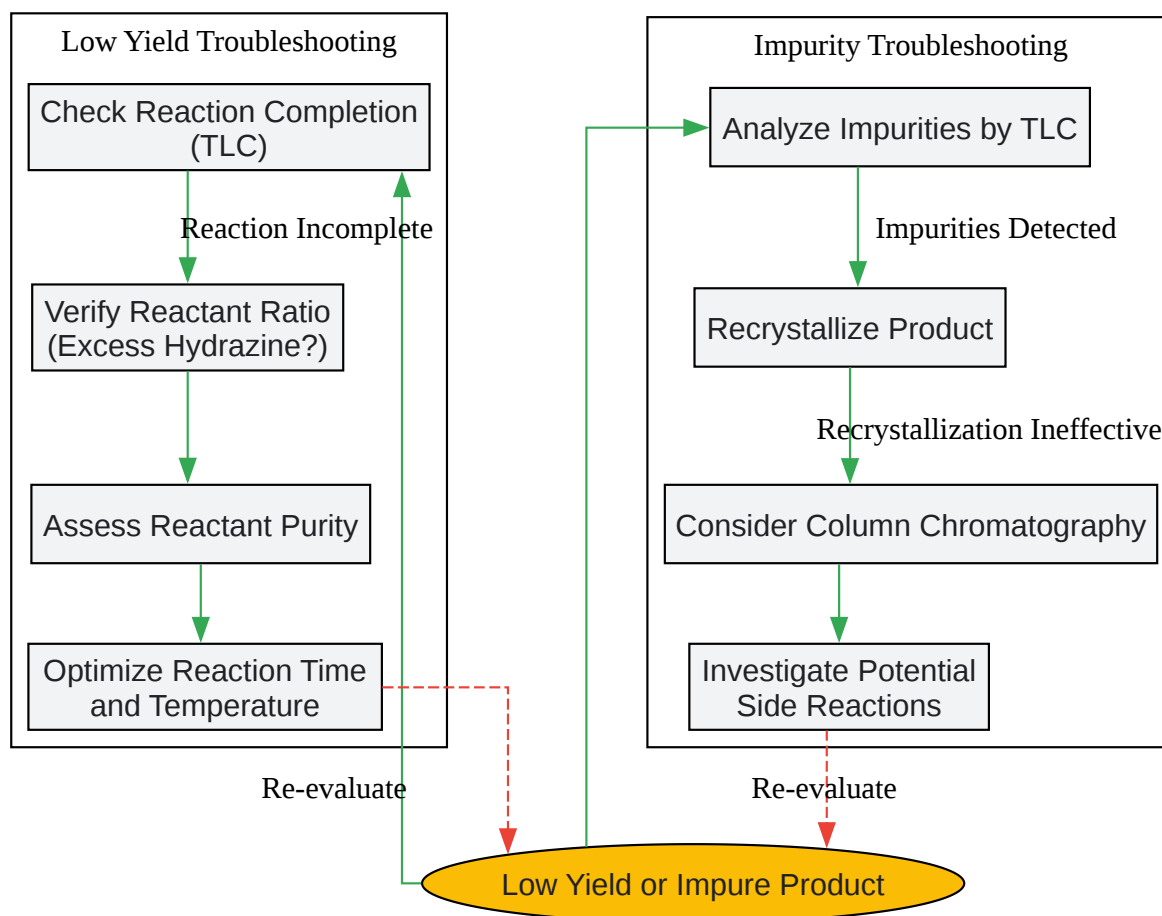 Low Yield Troubleshooting
Check Reaction Completion
(TLC)
Reaction Incomplete
Verify Reactant Ratio
(Excess Hydrazine?)
Assess Reactant Purity
Optimize Reaction Time
and Temperature
Re-evaluate
Impurity Troubleshooting
Analyze Impurities by TLC
Impurities Detected
Recrystallize Product
Recrystallization Ineffective
Consider Column Chromatography
Investigate Potential
Side Reactions
Re-evaluate
Low Yield or Impure Product